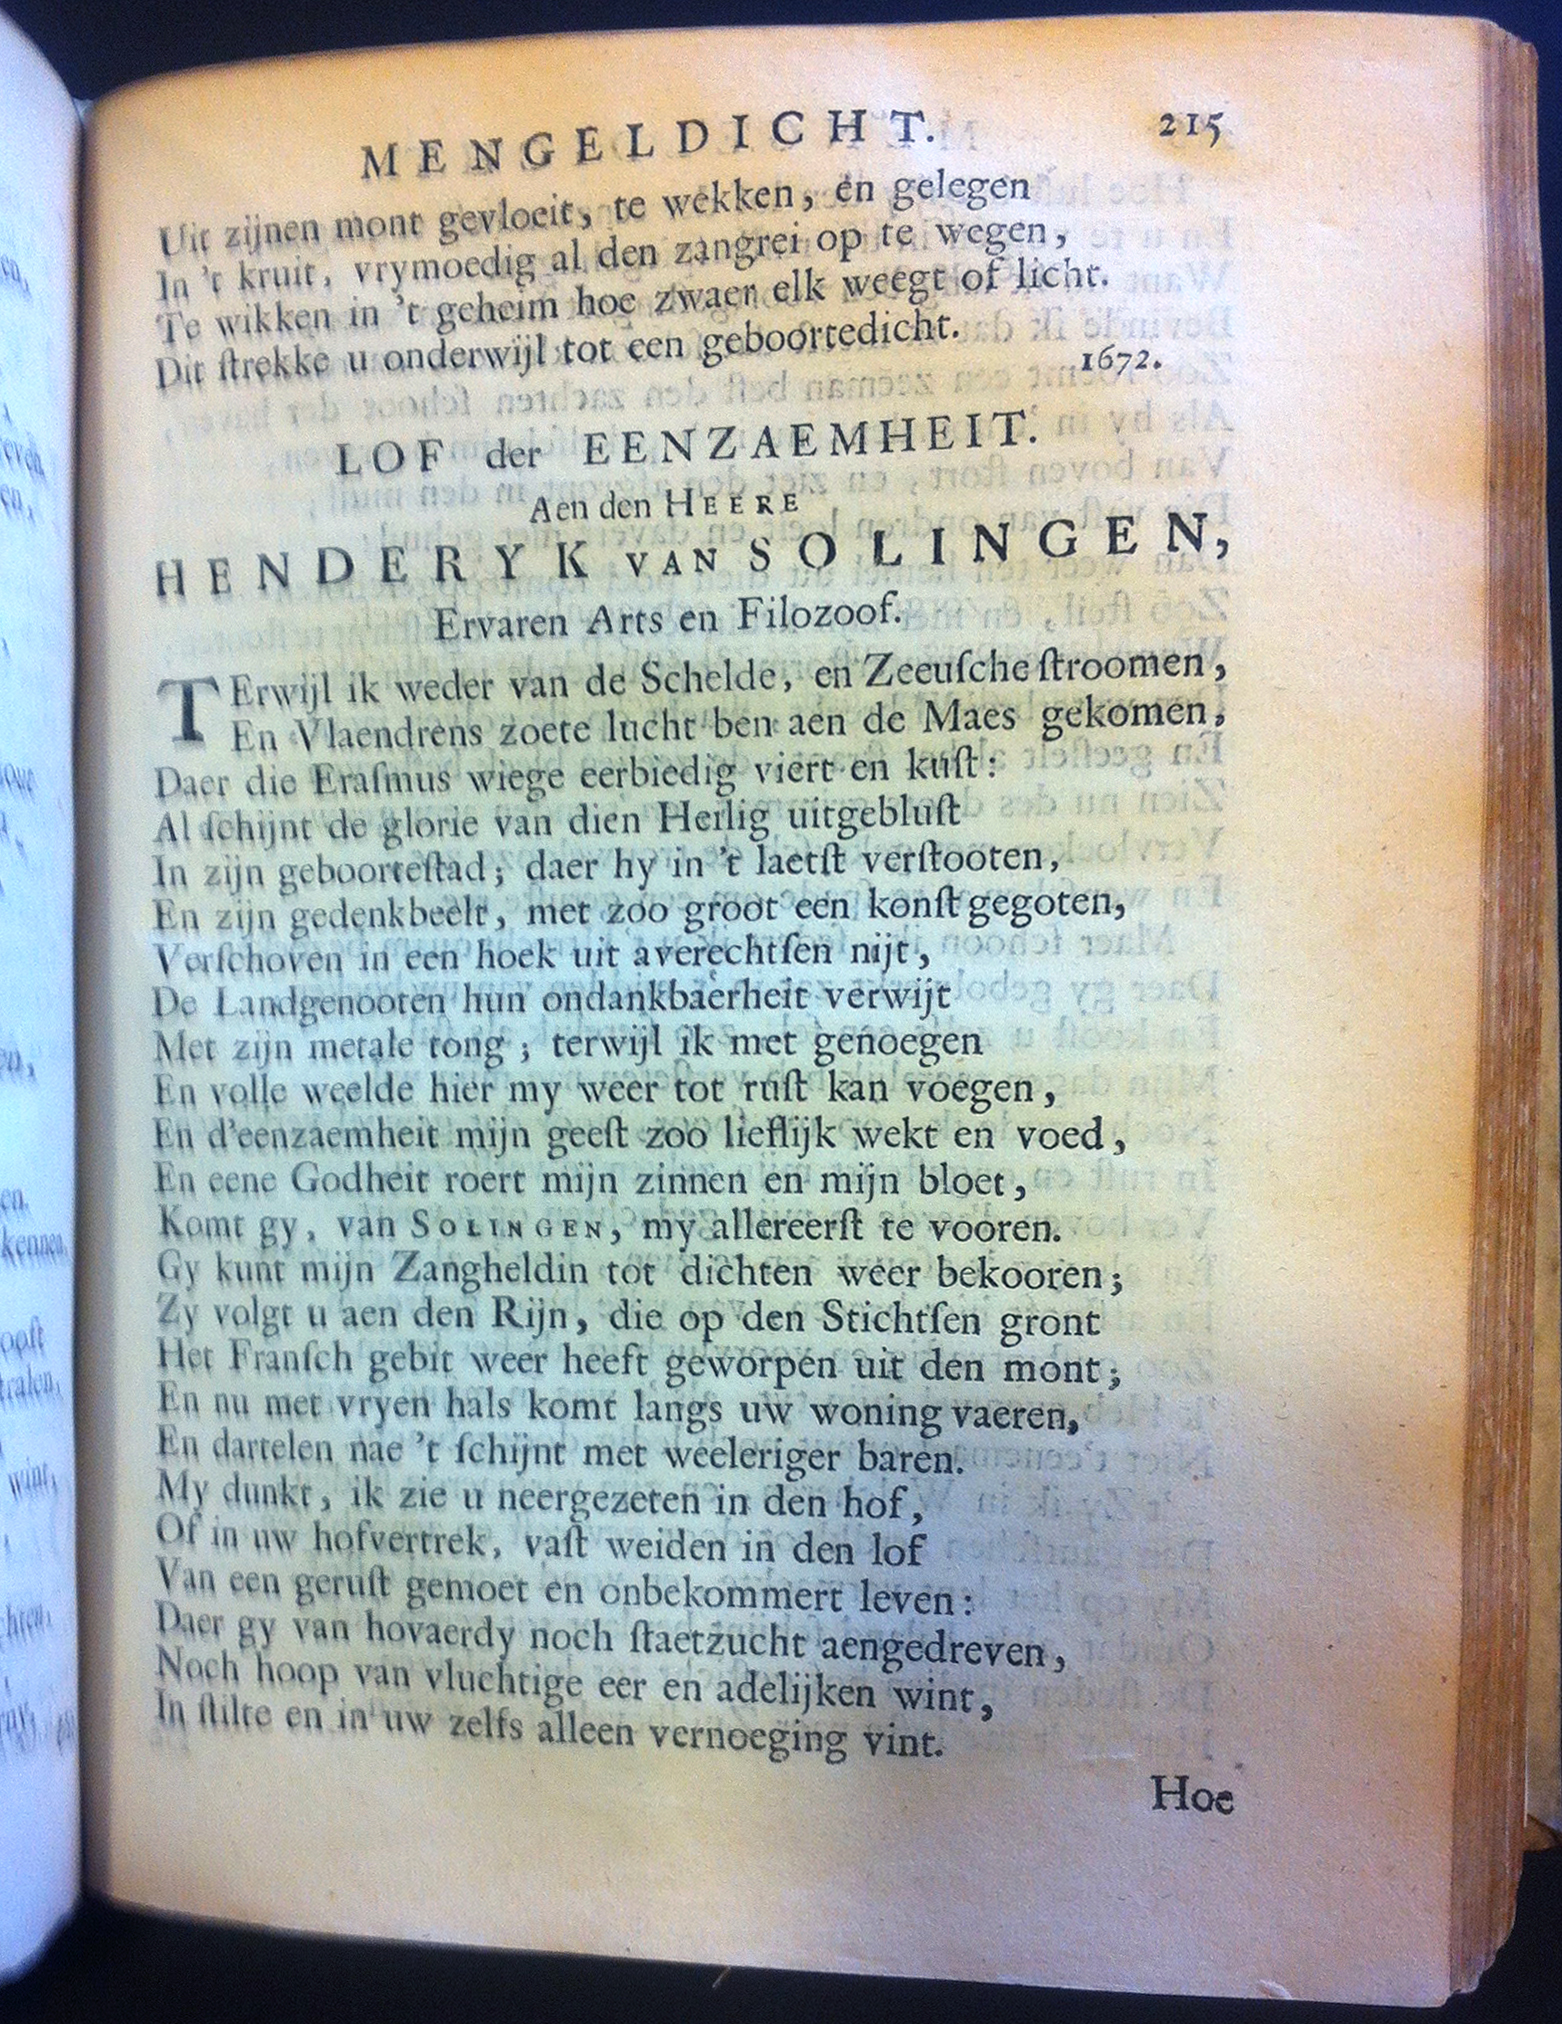 MENGELDICHT. 215
Uit zijnen mont gevloeit, te wekken, en gelegen
In 't kruit, vrymoedig al den zangrei op te wegen,
Te wikken in 't geheim hoe zwaer elk weegt of licht.
Dit ſtrekke u onderwijl tot een geboortedicht.
1672.
LOF der EENZAEMHEIT.
Aen den HEERE
HENDERYK VAN SOLINGEN,
Ervaren Arts en Filozoof.
TErwijl ik weder van de Schelde, en Zeeuſche ſtroomen,
En Vlaendrens zoete lucht ben aen de Maes gekomen,
Daer die Eraſmus wiege eerbiedig viert en kuſt:
Al ſchijnt de glorie van dien Heilig uitgebluſt
In zijn geboorteſtad; daer hy in 't laetſt verſtooten,
En zijn gedenkbeelt, met zoo groot een konſt gegoten,
Verſchoven in een hoek uit averechtſen nijt,
De Landgenooten hun ondankbaerheit verwijt
Met zijn metale tong; terwijl ik met genoegen
En volle weelde hier my weer tot ruſt kan voegen,
En d'eenzaemheit mijn geeſt zoo lieflijk wekt en voed,
En eene Godheit roert mijn zinnen en mijn bloet,
Komt gy, van SOLINGEN, my allereerſt te vooren.
Gy kunt mijn Zangheldin tot dichten weer bekooren;
Zy volgt u aen den Rijn, die op den Stichtſen gront
Het Franſch gebit weer heeft geworpen uit den mont;
En nu met vryen hals komt langs uw woning vaeren,
En dartelen nae 't ſchijnt met weeleriger baren.
My dunkt, ik zie u neergezeten in den hof,
Of in uw hofvertrek, vaſt weiden in den lof
Van een geruſt gemoet en onbekommert leven:
Daer gy van hovaerdy noch ſtaetzucht aengedreven,
Noch hoop van vluchtige eer en adelijken wint,
In ſtilte en in uw zelfs alleen vernoeging vint.
Hoe